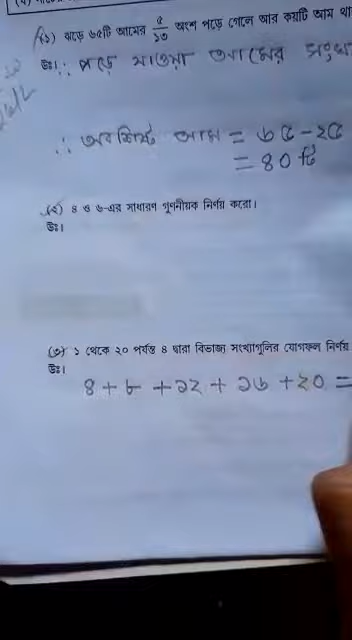 (১) ঝড়ে ৬৫টি আমের ৫/১৩ অংশ পড়ে গেলে আর কয়টি আম
উঃ। ∴ পড়ে যাওয়া আমের
∴ অবশিষ্ট আম = ৬৫ - ২৫
= ৪০ টি
(২) ৪ ও ৬-এর সাধারণ গুণনীয়ক নির্ণয় করো।
উঃ।
(৩) ১ থেকে ২০ পর্যন্ত ৪ দ্বারা বিভাজ্য সংখ্যাগুলির যোগফল নির্ণয়
উঃ।
৪ + ৮ + ১২ + ১৬ + ২০ =